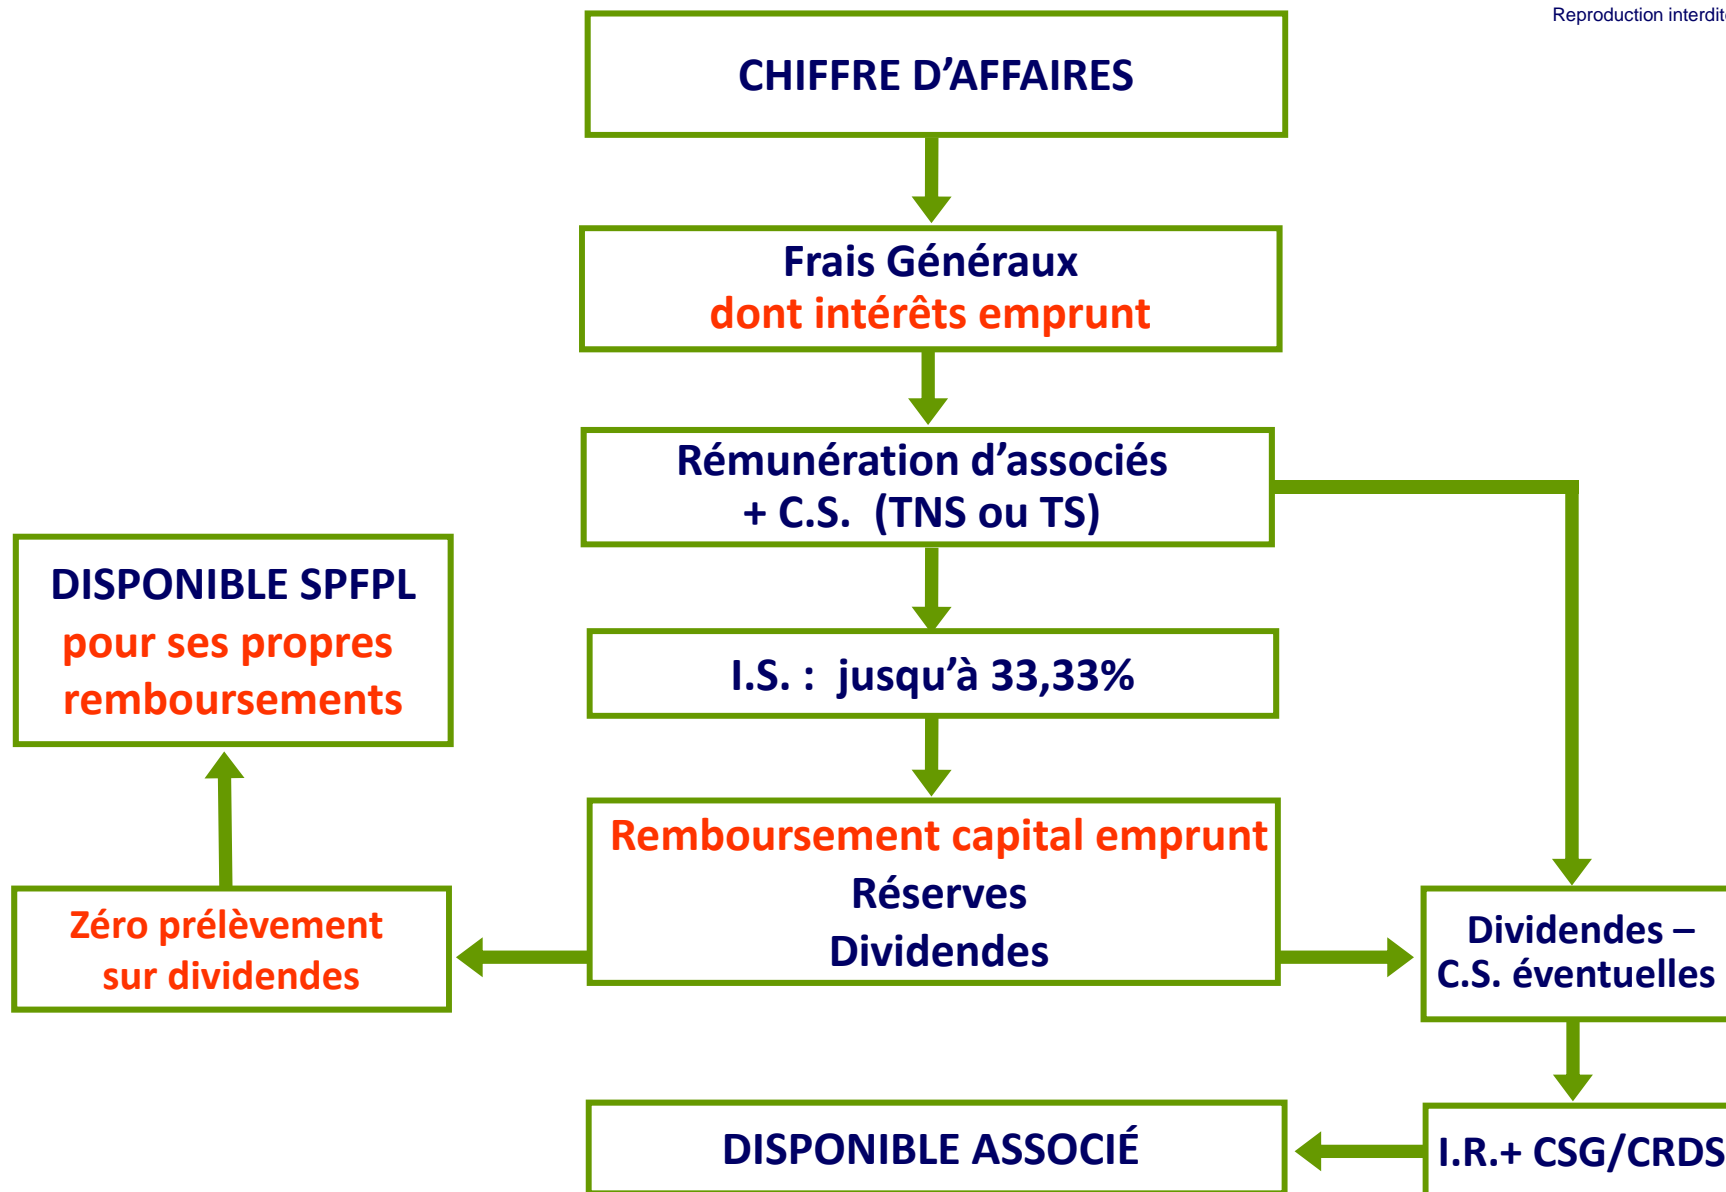 Reproduction interdite
CHIFFRE D’AFFAIRES
Frais Généraux
dont intérêts emprunt
Rémunération d’associés
+ C.S. (TNS ou TS)
DISPONIBLE SPFPL
pour ses propres
remboursements
I.S. : jusqu’à 33,33%
Remboursement capital emprunt
Réserves
Dividendes
Zéro prélèvement
sur dividendes
Dividendes –
C.S. éventuelles
DISPONIBLE ASSOCIÉ
I.R.+ CSG/CRDS